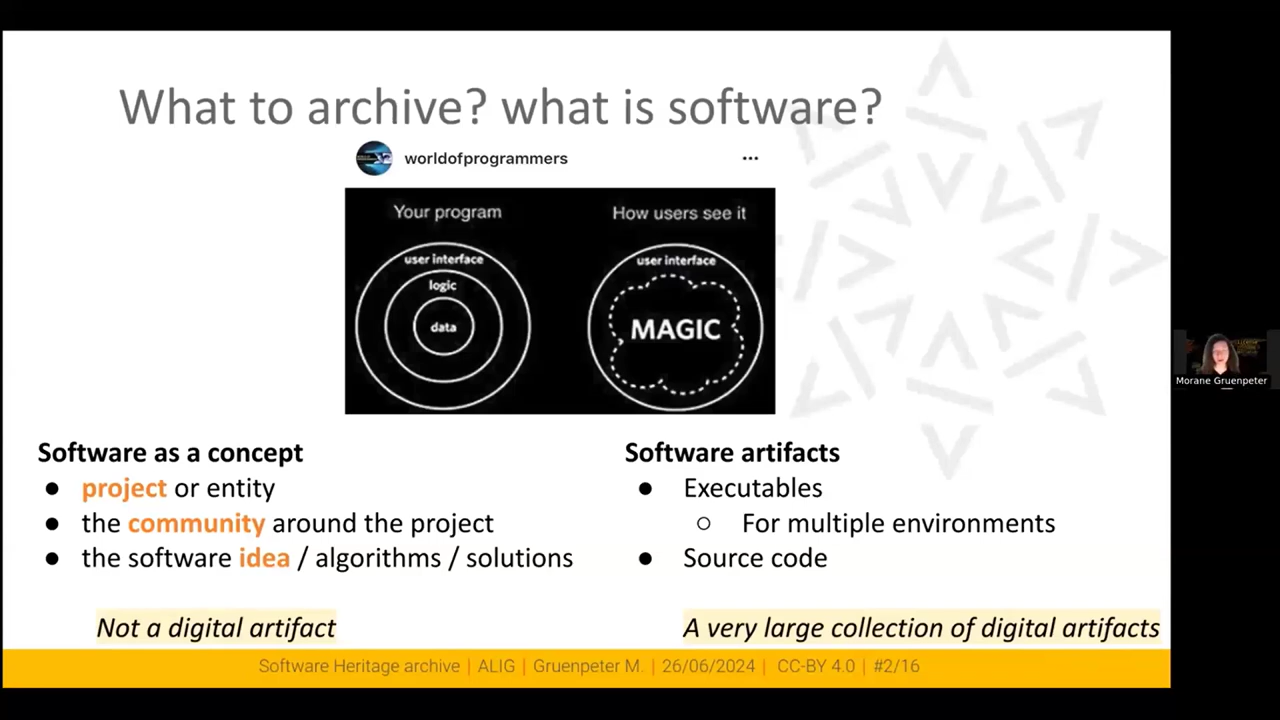 What to archive? what is software?
worldofprogrammers
Your program
How users see it
user interface
logic
data
user interface
MAGIC
Software as a concept
● project or entity
● the community around the project
● the software idea / algorithms / solutions
Not a digital artifact
Software artifacts
● Executables
○ For multiple environments
● Source code
A very large collection of digital artifacts
Software Heritage archive | ALIG | Gruenpeter M. | 26/06/2024 | CC-BY 4.0 | #2/16
Morane Gruenpeter